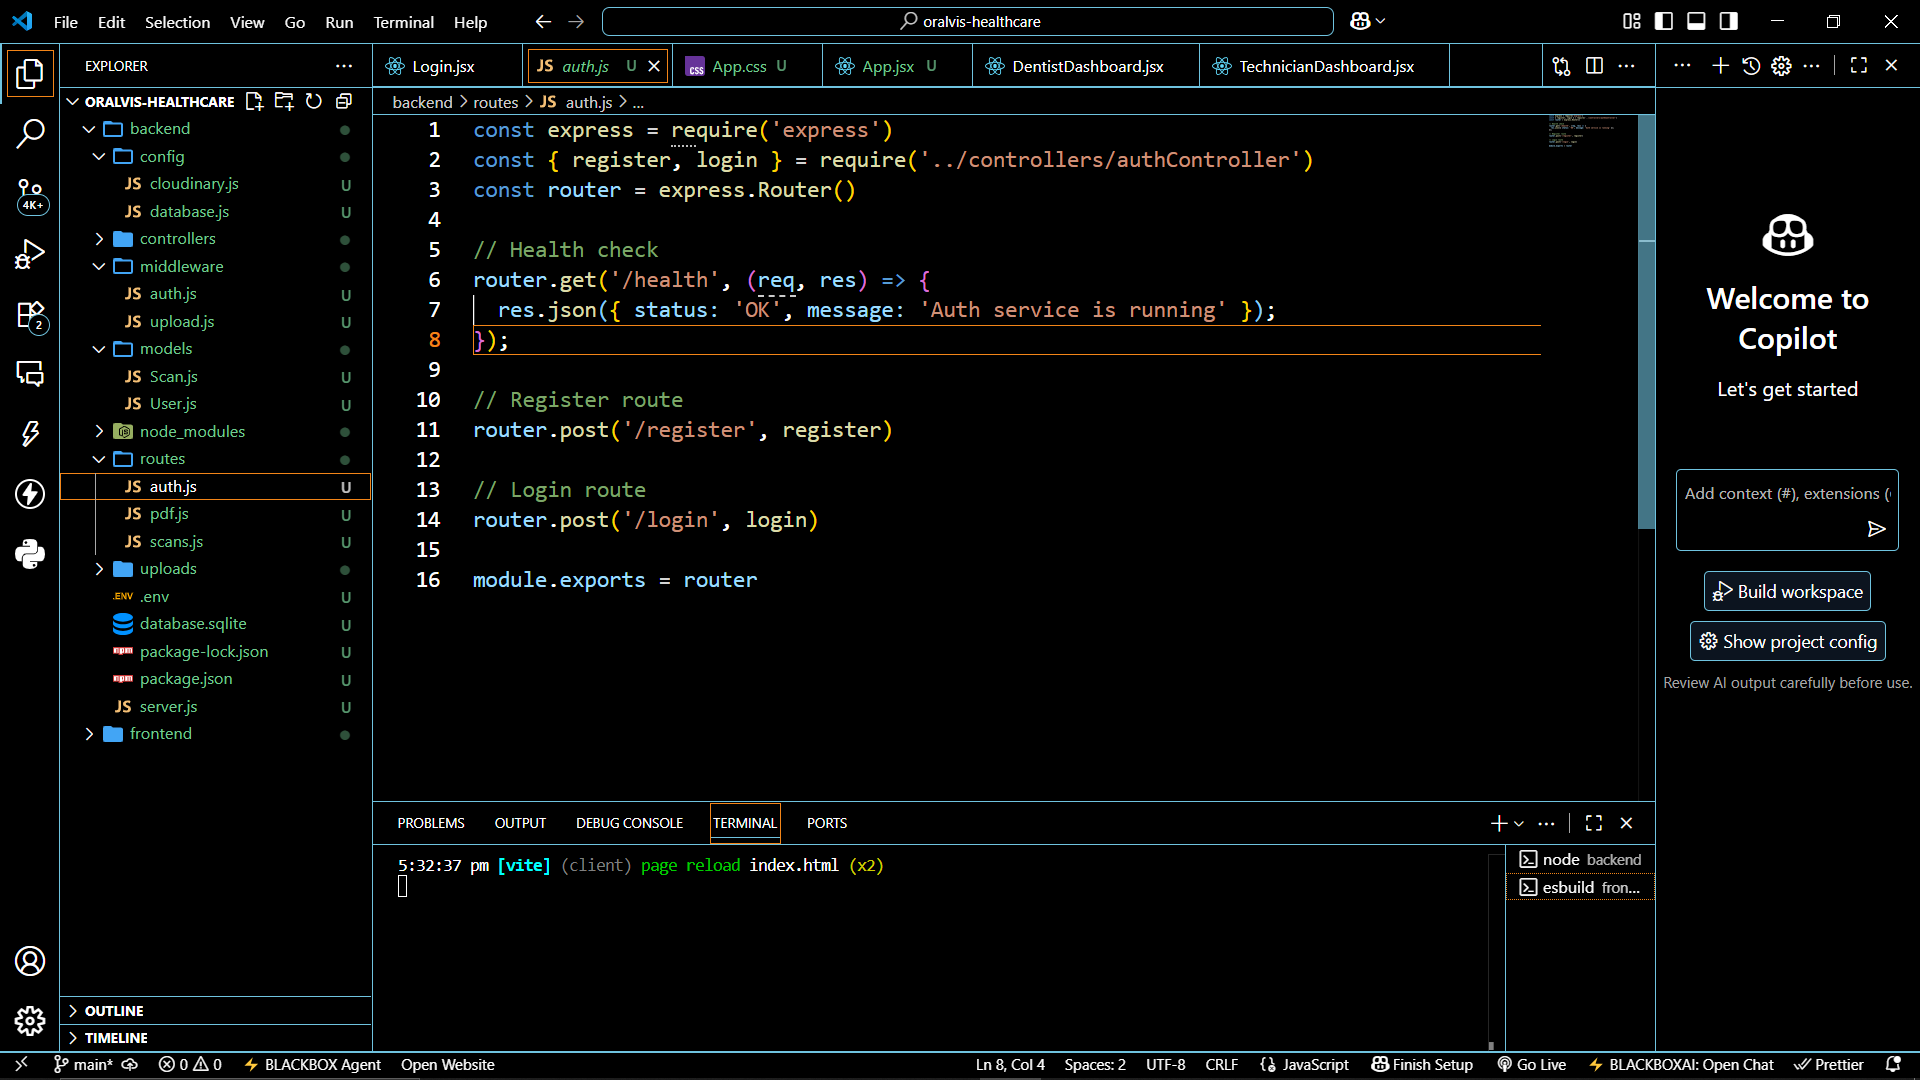 File Edit Selection View Go Run Terminal Help
oralvis-healthcare
EXPLORER
ORALVIS-HEALTHCARE
backend
config
JS cloudinary.js U
JS database.js U
controllers
middleware
JS auth.js U
JS upload.js U
models
JS Scan.js U
JS User.js U
node_modules
routes
JS auth.js U
JS pdf.js U
JS scans.js U
uploads
.ENV .env U
database.sqlite U
npm package-lock.json U
npm package.json U
JS server.js U
frontend
OUTLINE
TIMELINE
4K+
2
Login.jsx
JS auth.js U
CSS App.css U
App.jsx U
DentistDashboard.jsx
TechnicianDashboard.jsx
backend > routes > JS auth.js > ...
1 const express = require('express')
2 const { register, login } = require('../controllers/authController')
3 const router = express.Router()
4
5 // Health check
6 router.get('/health', (req, res) => {
7 res.json({ status: 'OK', message: 'Auth service is running' });
8 });
9
10 // Register route
11 router.post('/register', register)
12
13 // Login route
14 router.post('/login', login)
15
16 module.exports = router
PROBLEMS OUTPUT DEBUG CONSOLE TERMINAL PORTS
5:32:37 pm [vite] (client) page reload index.html (x2)
node backend
esbuild fron...
Welcome to
Copilot
Let's get started
Add context (#), extensions (
Build workspace
Show project config
Review AI output carefully before use.
main* 0 0 BLACKBOX Agent Open Website Ln 8, Col 4 Spaces: 2 UTF-8 CRLF {} JavaScript Finish Setup Go Live BLACKBOXAI: Open Chat Prettier